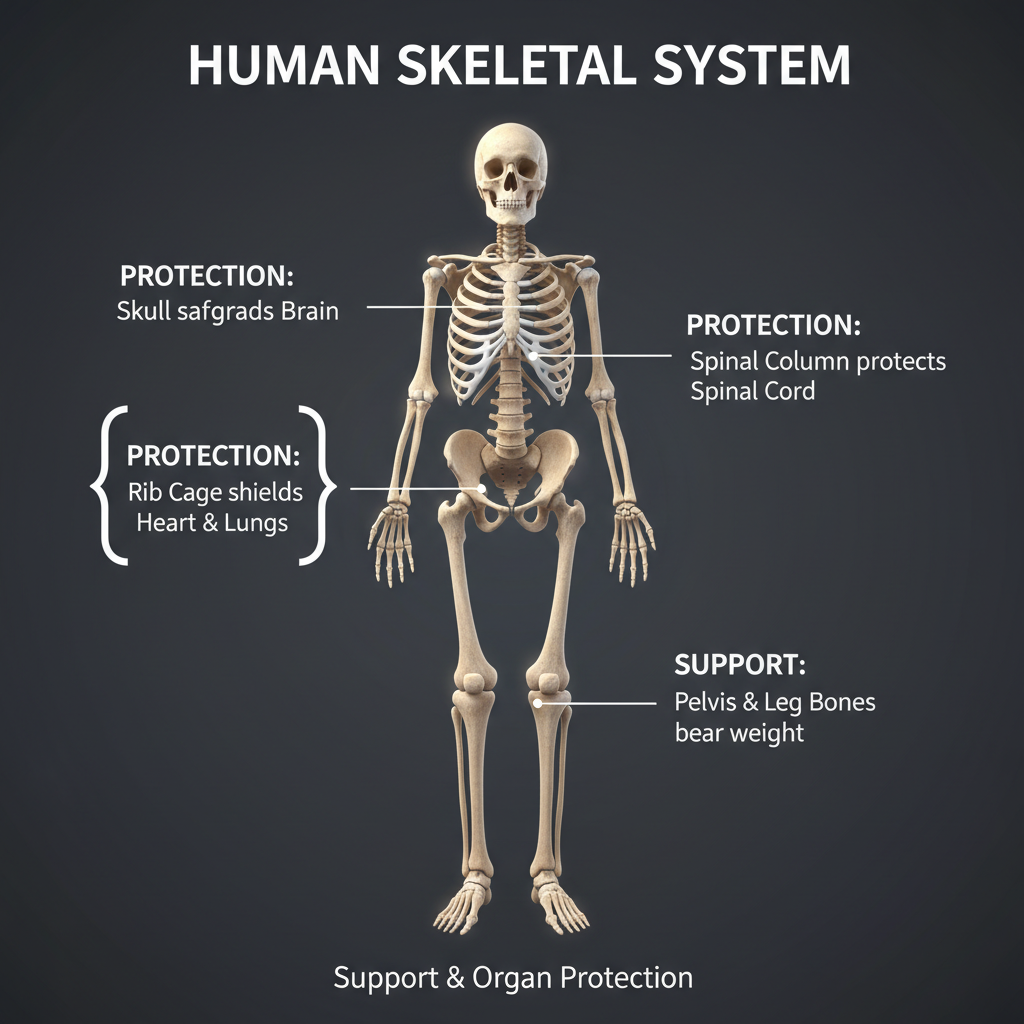 HUMAN SKELETAL SYSTEM
PROTECTION:
Skull safgrads Brain
PROTECTION:
Spinal Column protects
Spinal Cord
PROTECTION:
Rib Cage shields
Heart & Lungs
SUPPORT:
Pelvis & Leg Bones
bear weight
Support & Organ Protection